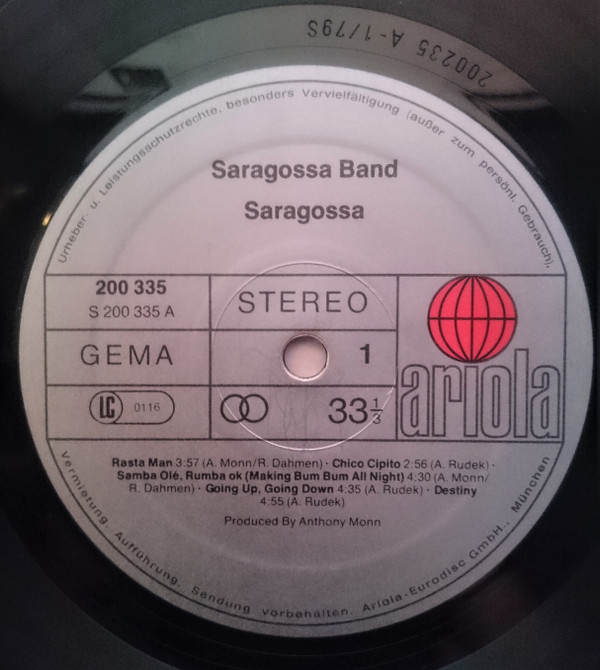 200235 A-1/79S
Urheber- u. Leistungsschutzrechte, besonders Vervielfältigung (außer zum persönl. Gebrauch),
Saragossa Band
Saragossa
200 335
S 200 335 A
STEREO
GEMA
1
LC 0116
33 1/3
ariola
Rasta Man 3:57 (A. Monn/R. Dahmen) · Chico Cipito 2:56 (A. Rudek) ·
Samba Olé, Rumba ok (Making Bum Bum All Night) 4:30 (A. Monn/
R. Dahmen) · Going Up, Going Down 4:35 (A. Rudek) · Destiny
4:55 (A. Rudek)
Produced By Anthony Monn
Vermietung, Aufführung, Sendung vorbehalten. Ariola-Eurodisc GmbH., München